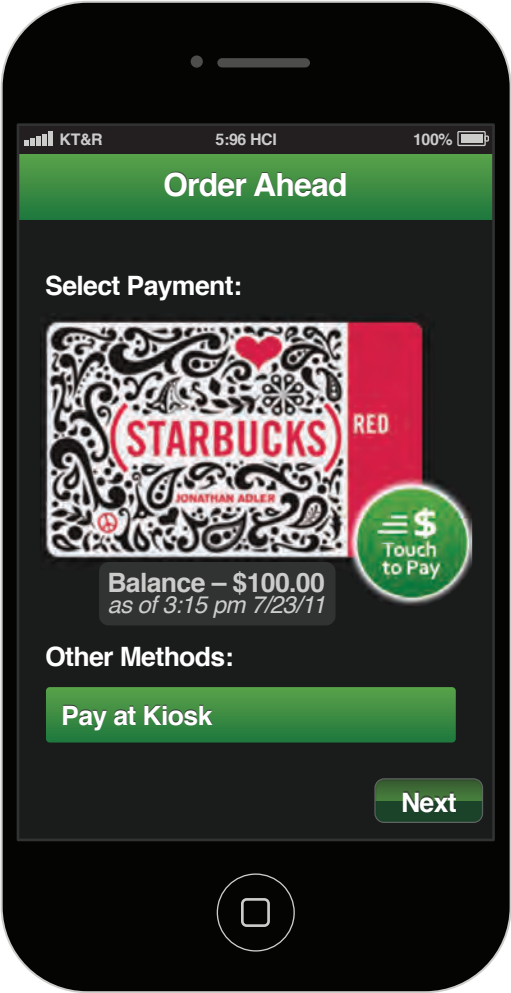 KT&R 5:96 HCI 100%
Order Ahead
Select Payment:
(STARBUCKS) RED
JONATHAN ADLER
$
Touch
to Pay
Balance – $100.00
as of 3:15 pm 7/23/11
Other Methods:
Pay at Kiosk
Next